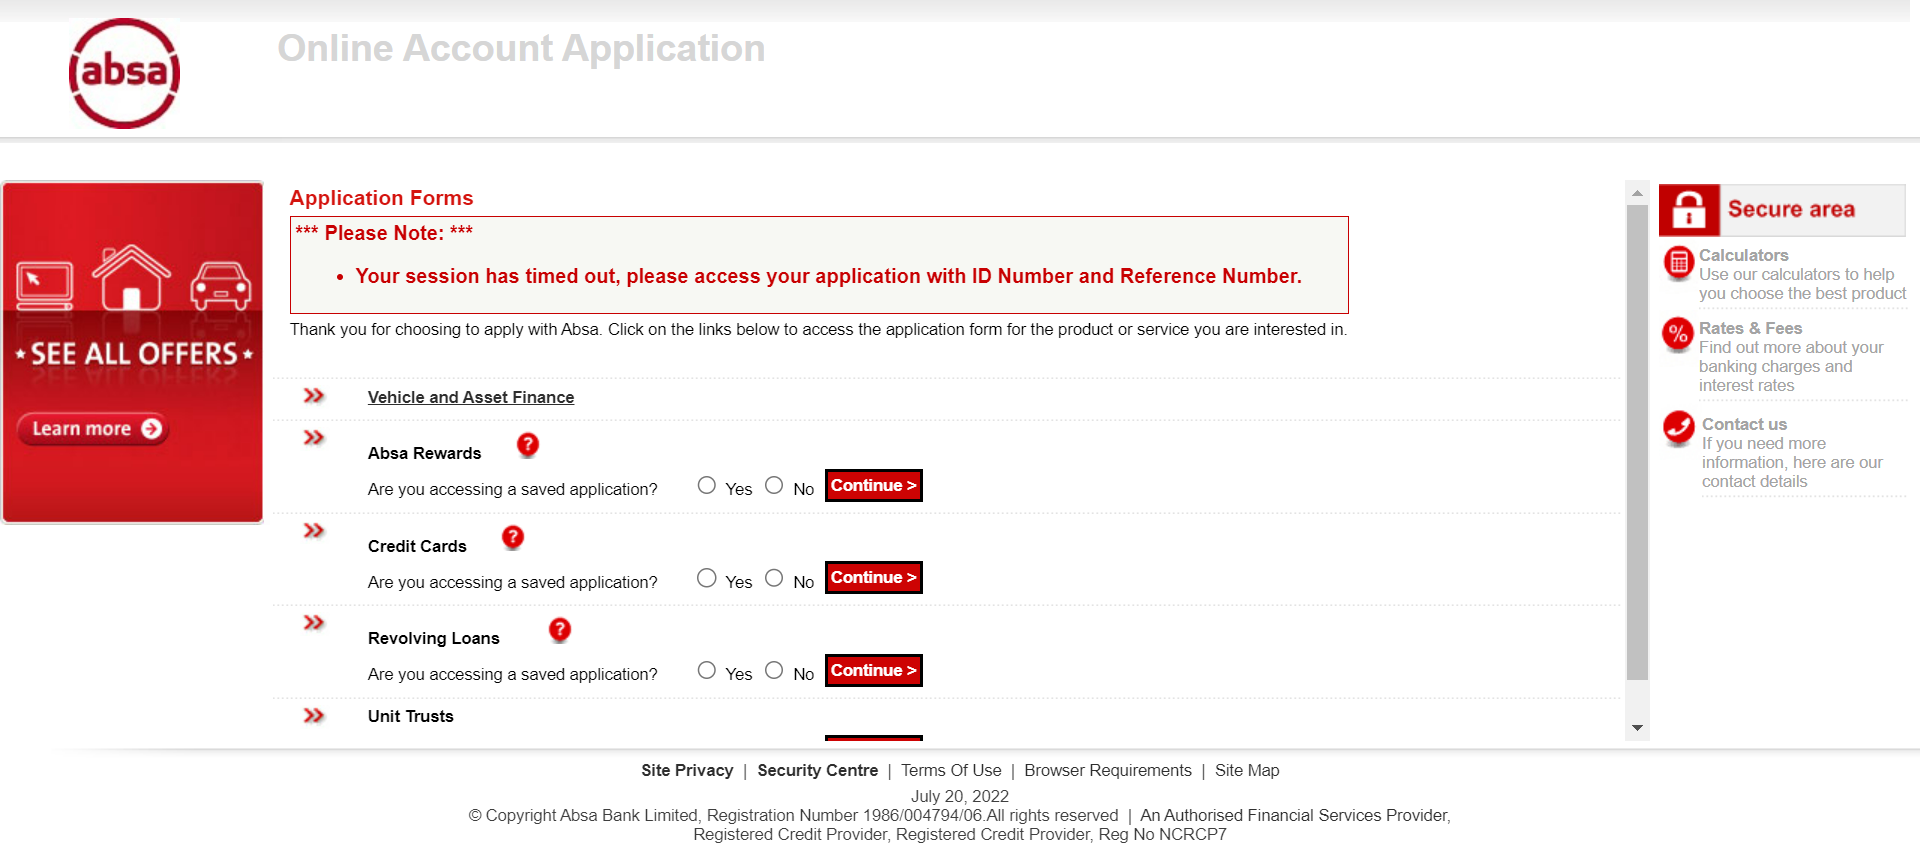 absa
Online Account Application
SEE ALL OFFERS
Learn more
Application Forms
*** Please Note: ***
• Your session has timed out, please access your application with ID Number and Reference Number.
Thank you for choosing to apply with Absa. Click on the links below to access the application form for the product or service you are interested in.
Vehicle and Asset Finance
Absa Rewards ?
Are you accessing a saved application? Yes No Continue >
Credit Cards ?
Are you accessing a saved application? Yes No Continue >
Revolving Loans ?
Are you accessing a saved application? Yes No Continue >
Unit Trusts
Secure area
Calculators
Use our calculators to help
you choose the best product
%
Rates & Fees
Find out more about your
banking charges and
interest rates
Contact us
If you need more
information, here are our
contact details
Site Privacy | Security Centre | Terms Of Use | Browser Requirements | Site Map
July 20, 2022
© Copyright Absa Bank Limited, Registration Number 1986/004794/06.All rights reserved | An Authorised Financial Services Provider,
Registered Credit Provider, Registered Credit Provider, Reg No NCRCP7